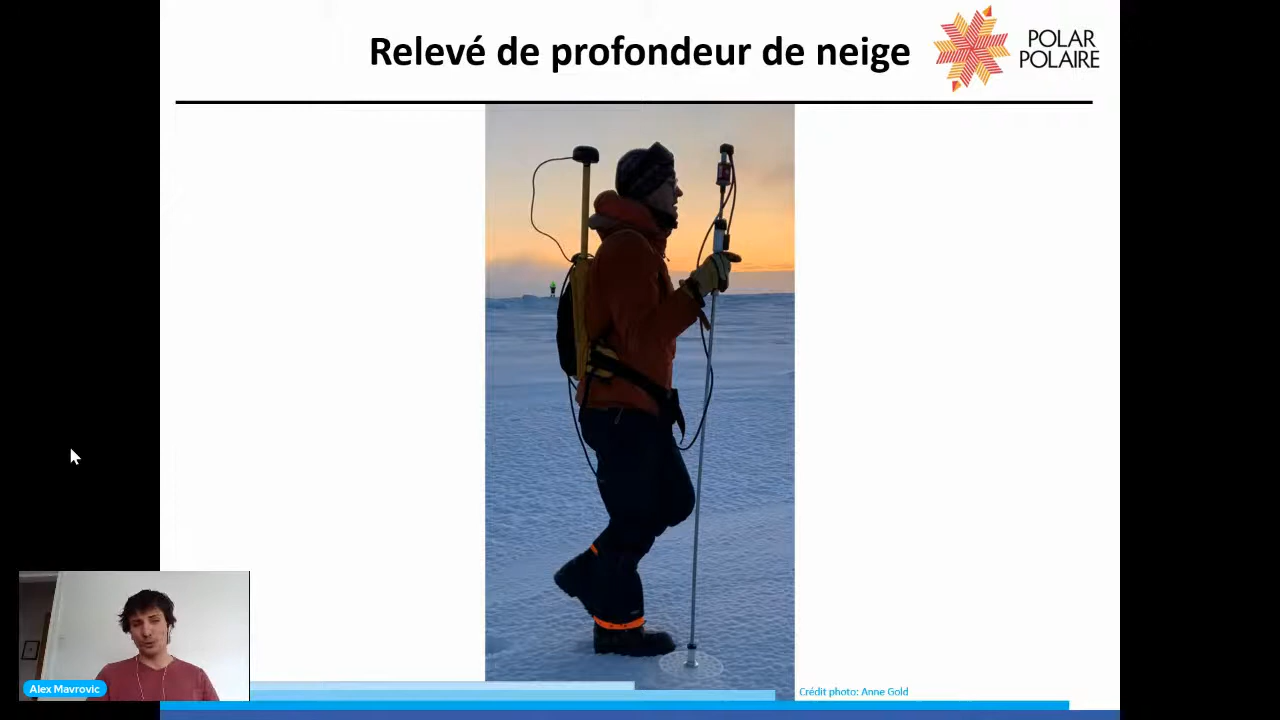 Relevé de profondeur de neige
POLAR
POLAIRE
Alex Mavrovic
Crédit photo: Anne Gold